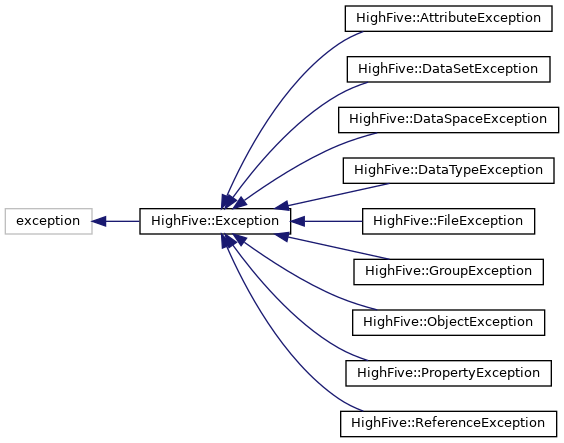 HighFive::AttributeException
HighFive::DataSetException
HighFive::DataSpaceException
HighFive::DataTypeException
exception
HighFive::Exception
HighFive::FileException
HighFive::GroupException
HighFive::ObjectException
HighFive::PropertyException
HighFive::ReferenceException